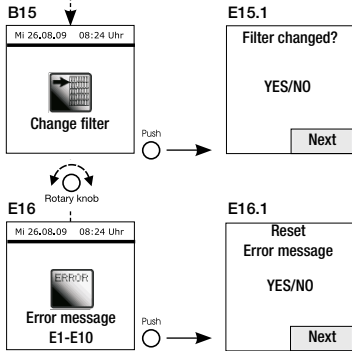 B15
Mi 26.08.09 08:24 Uhr
Change filter
Push
E15.1
Filter changed?
YES/NO
Next
Rotary knob
E16
Mi 26.08.09 08:24 Uhr
ERROR
Error message
E1-E10
Push
E16.1
Reset
Error message
YES/NO
Next